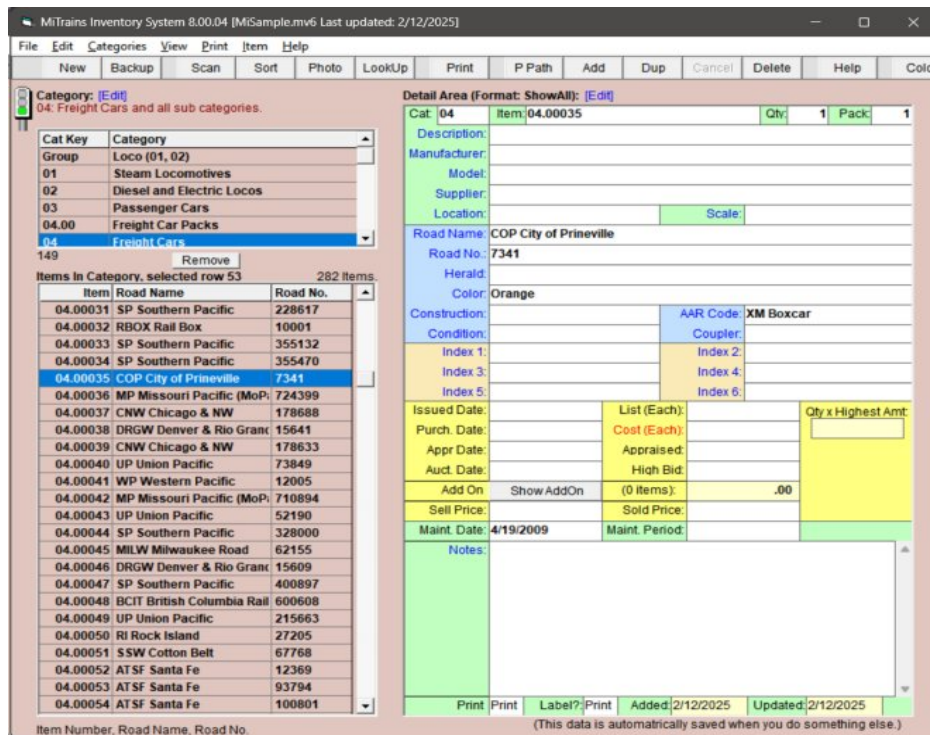 MiTrains Inventory System 8.00.04 [MiSample.mv6 Last updated: 2/12/2025]
File Edit Categories View Print Item Help
New Backup Scan Sort Photo LookUp Print P Path Add Dup Cancel Delete Help Colo
Category: [Edit]
04: Freight Cars and all sub categories.
Cat Key Category
Group Loco (01, 02)
01 Steam Locomotives
02 Diesel and Electric Locos
03 Passenger Cars
04.00 Freight Car Packs
04 Freight Cars
149 Remove
Items In Category, selected row 53 282 Items.
Item Road Name Road No.
04.00031 SP Southern Pacific 228617
04.00032 RBOX Rail Box 10001
04.00033 SP Southern Pacific 355132
04.00034 SP Southern Pacific 355470
04.00035 COP City of Prineville 7341
04.00036 MP Missouri Pacific (MoPa 724399
04.00037 CNW Chicago & NW 178688
04.00038 DRGW Denver & Rio Grand 15641
04.00039 CNW Chicago & NW 178633
04.00040 UP Union Pacific 73849
04.00041 WP Western Pacific 12005
04.00042 MP Missouri Pacific (MoPa 710894
04.00043 UP Union Pacific 52190
04.00044 SP Southern Pacific 328000
04.00045 MILW Milwaukee Road 62155
04.00046 DRGW Denver & Rio Grand 15609
04.00047 SP Southern Pacific 400897
04.00048 BCIT British Columbia Rail 600608
04.00049 UP Union Pacific 215663
04.00050 RI Rock Island 27205
04.00051 SSW Cotton Belt 67768
04.00052 ATSF Santa Fe 12369
04.00053 ATSF Santa Fe 93794
04.00054 ATSF Santa Fe 100801
Item Number, Road Name, Road No.
Detail Area (Format: ShowAll): [Edit]
Cat: 04 Item: 04.00035 Qty: 1 Pack: 1
Description:
Manufacturer:
Model:
Supplier:
Location: Scale:
Road Name: COP City of Prineville
Road No.: 7341
Herald:
Color: Orange
Construction: AAR Code: XM Boxcar
Condition: Coupler:
Index 1: Index 2:
Index 3: Index 4:
Index 5: Index 6:
Issued Date: List (Each): Qty x Highest Amt:
Purch. Date: Cost (Each):
Appr Date: Appraised:
Auct. Date: High Bid:
Add On Show AddOn (0 items): .00
Sell Price: Sold Price:
Maint. Date: 4/19/2009 Maint. Period:
Notes:
Print Print Label?: Print Added: 2/12/2025 Updated: 2/12/2025
(This data is automatrically saved when you do something else.)